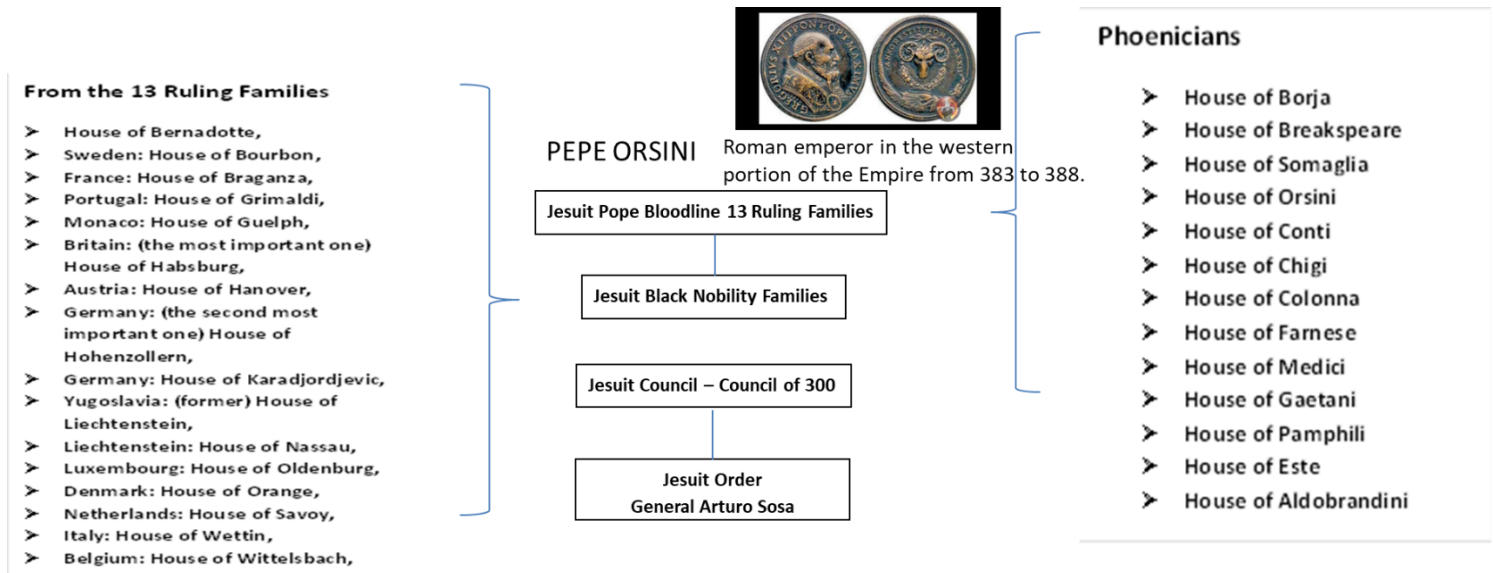 From the 13 Ruling Families
➢ House of Bernadotte,
➢ Sweden: House of Bourbon,
➢ France: House of Braganza,
➢ Portugal: House of Grimaldi,
➢ Monaco: House of Guelph,
➢ Britain: (the most important one)
House of Habsburg,
➢ Austria: House of Hanover,
➢ Germany: (the second most
important one) House of
Hohenzollern,
➢ Germany: House of Karadjordjevic,
➢ Yugoslavia: (former) House of
Liechtenstein,
➢ Liechtenstein: House of Nassau,
➢ Luxembourg: House of Oldenburg,
➢ Denmark: House of Orange,
➢ Netherlands: House of Savoy,
➢ Italy: House of Wettin,
➢ Belgium: House of Wittelsbach,
GREGORIVS XIII PONT OPT MAXIMVS
PEPE ORSINI
Roman emperor in the western
portion of the Empire from 383 to 388.
Jesuit Pope Bloodline 13 Ruling Families
Jesuit Black Nobility Families
Jesuit Council – Council of 300
Jesuit Order
General Arturo Sosa
Phoenicians
➢ House of Borja
➢ House of Breakspeare
➢ House of Somaglia
➢ House of Orsini
➢ House of Conti
➢ House of Chigi
➢ House of Colonna
➢ House of Farnese
➢ House of Medici
➢ House of Gaetani
➢ House of Pamphili
➢ House of Este
➢ House of Aldobrandini